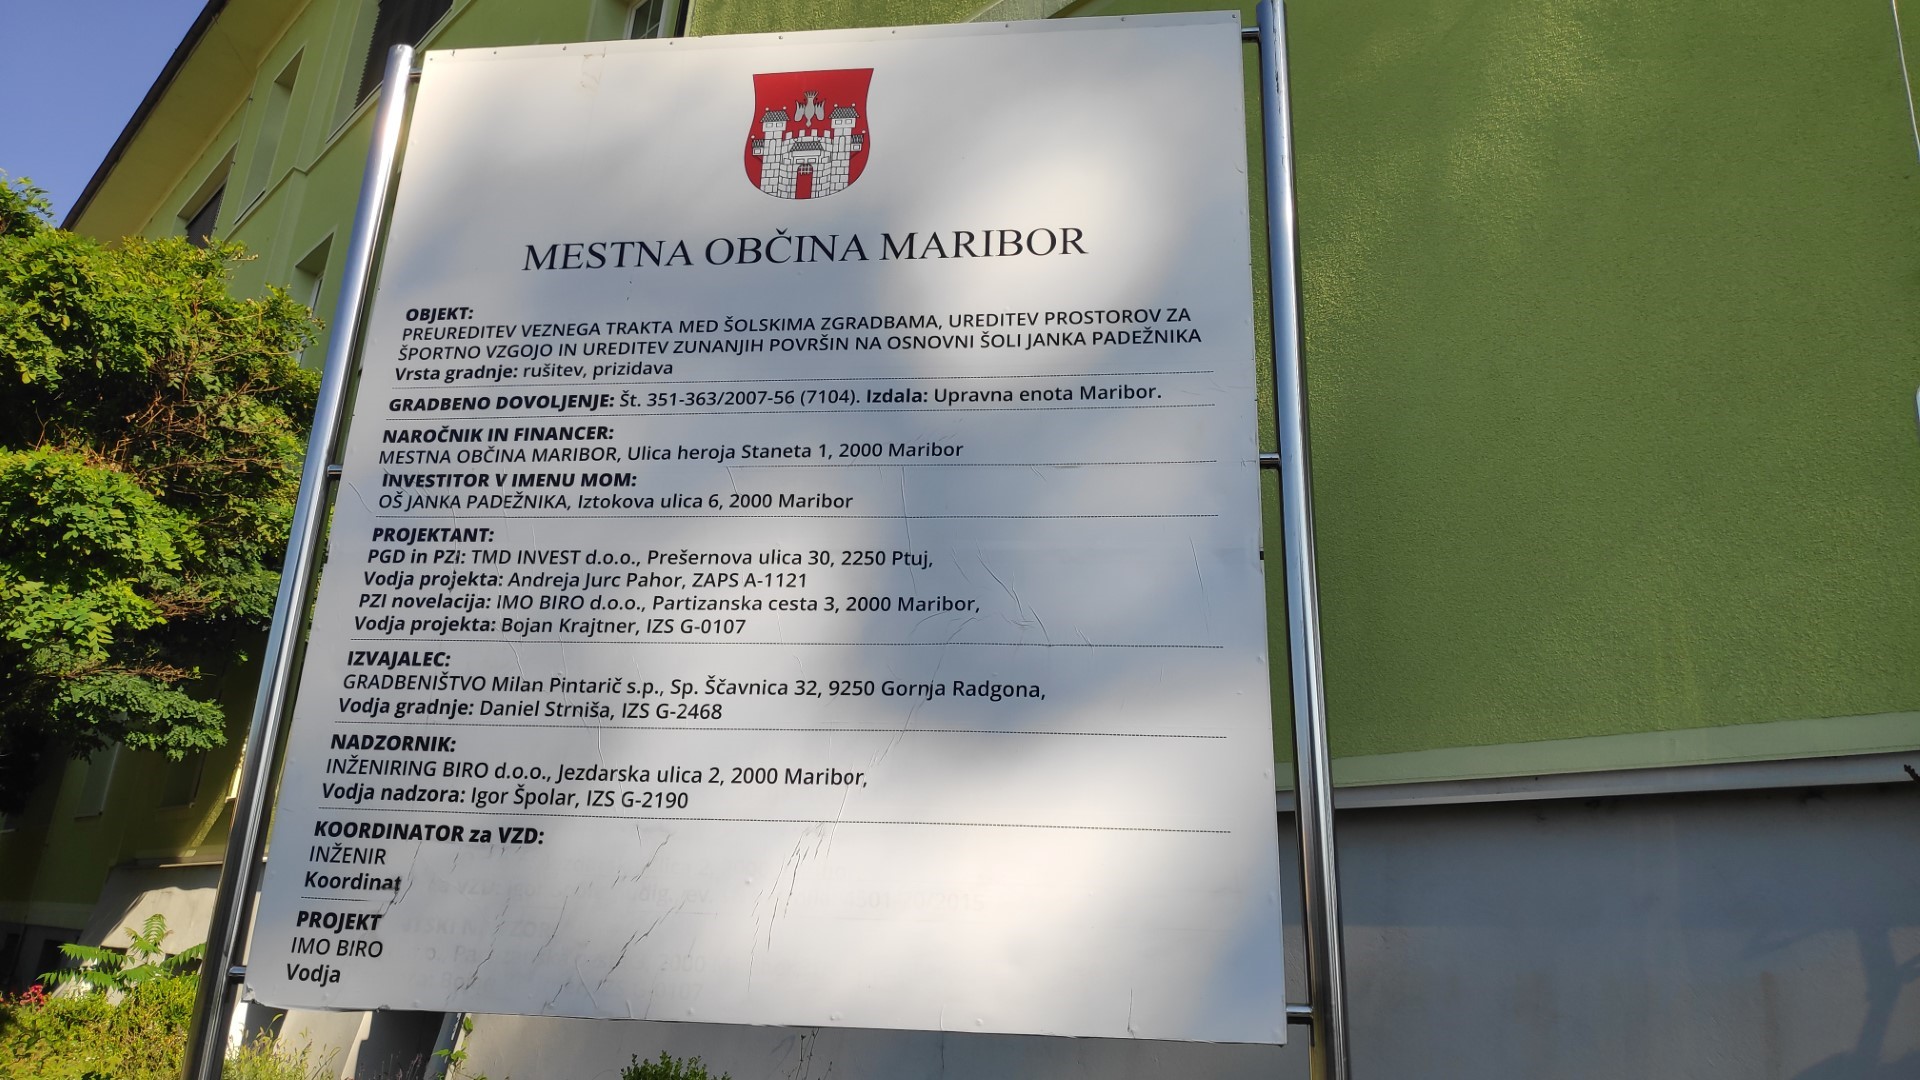 MESTNA OBČINA MARIBOR
OBJEKT:
PREUREDITEV VEZNEGA TRAKTA MED ŠOLSKIMA ZGRADBAMA, UREDITEV PROSTOROV ZA
ŠPORTNO VZGOJO IN UREDITEV ZUNANJIH POVRŠIN NA OSNOVNI ŠOLI JANKA PADEŽNIKA
Vrsta gradnje: rušitev, prizidava
GRADBENO DOVOLJENJE: Št. 351-363/2007-56 (7104). Izdala: Upravna enota Maribor.
NAROČNIK IN FINANCER:
MESTNA OBČINA MARIBOR, Ulica heroja Staneta 1, 2000 Maribor
INVESTITOR V IMENU MOM:
OŠ JANKA PADEŽNIKA, Iztokova ulica 6, 2000 Maribor
PROJEKTANT:
PGD in PZI: TMD INVEST d.o.o., Prešernova ulica 30, 2250 Ptuj,
Vodja projekta: Andreja Jurc Pahor, ZAPS A-1121
PZI novelacija: IMO BIRO d.o.o., Partizanska cesta 3, 2000 Maribor,
Vodja projekta: Bojan Krajtner, IZS G-0107
IZVAJALEC:
GRADBENIŠTVO Milan Pintarič s.p., Sp. Ščavnica 32, 9250 Gornja Radgona,
Vodja gradnje: Daniel Strniša, IZS G-2468
NADZORNIK:
INŽENIRING BIRO d.o.o., Jezdarska ulica 2, 2000 Maribor,
Vodja nadzora: Igor Špolar, IZS G-2190
KOORDINATOR za VZD:
INŽENIR
Koordinat
PROJEKT
IMO BIRO
Vodja